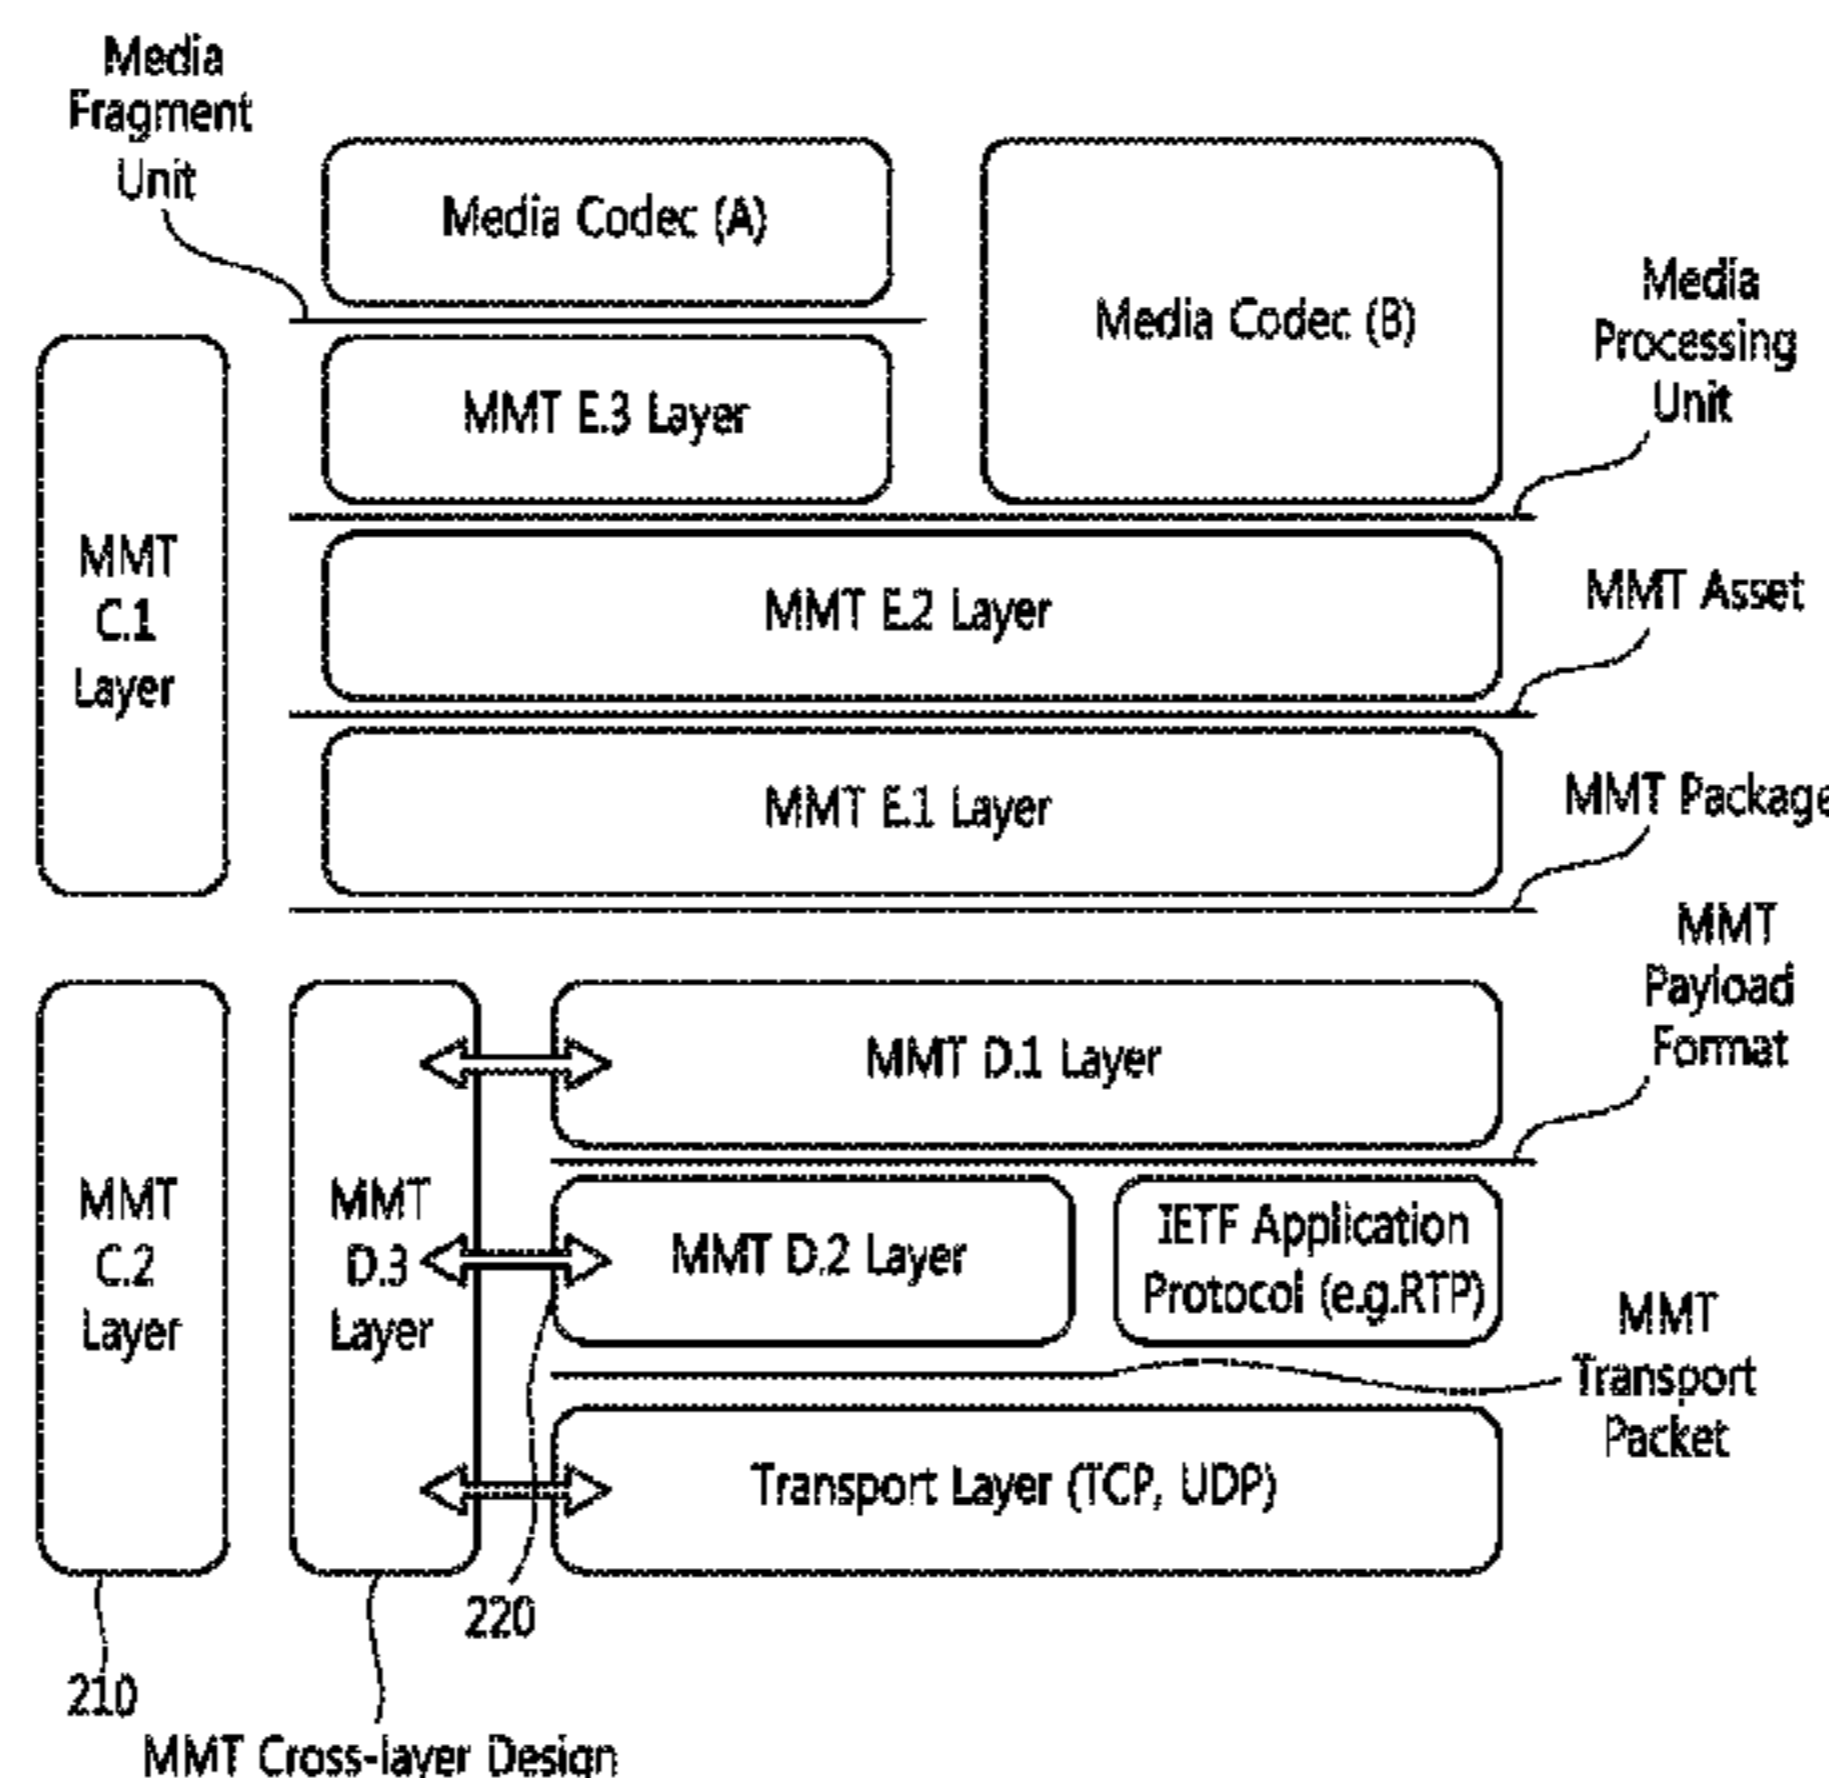 Media
Fragment
Unit
Media Codec (A)
Media Codec (B)
Media
Processing
Unit
MMT E.3 Layer
MMT
C.1
Layer
MMT E.2 Layer
MMT Asset
MMT E.1 Layer
MMT Package
MMT
Payload
Format
MMT D.1 Layer
MMT
C.2
Layer
MMT
D.3
Layer
MMT D.2 Layer
IETF Application
Protocol (e.g.RTP)
MMT
Transport
Packet
Transport Layer (TCP, UDP)
220
210
MMT Cross-layer Design